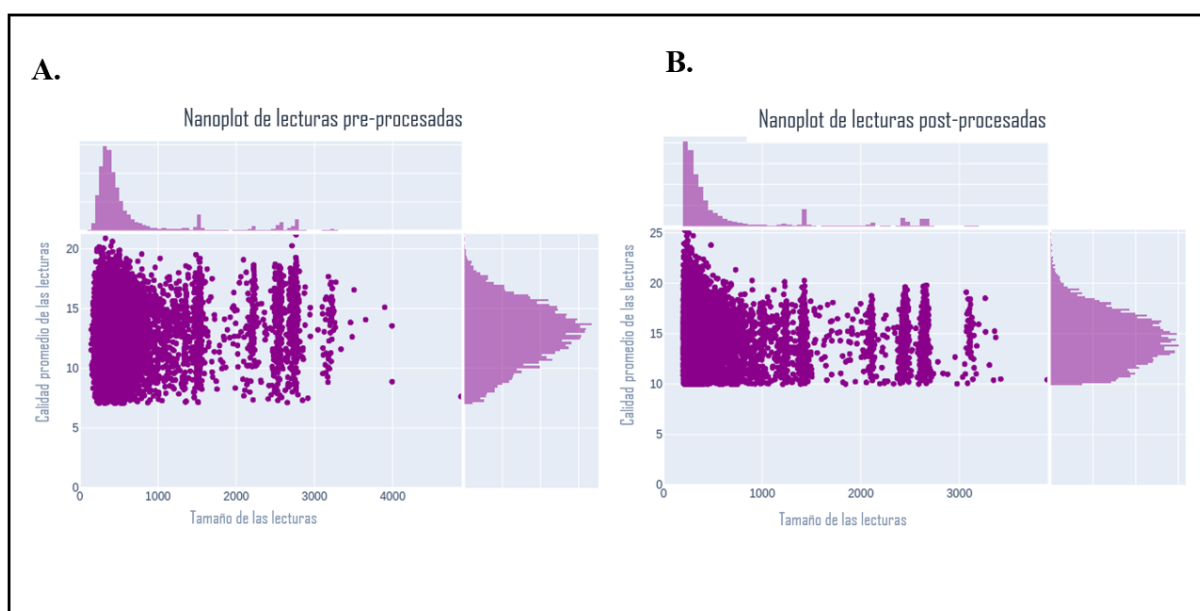 A.
Nanoplot de lecturas pre-procesadas
Calidad promedio de las lecturas
20
15
10
5
0
0 1000 2000 3000 4000
Tamaño de las lecturas
B.
Nanoplot de lecturas post-procesadas
Calidad promedio de las lecturas
25
20
15
10
5
0
0 1000 2000 3000
Tamaño de las lecturas